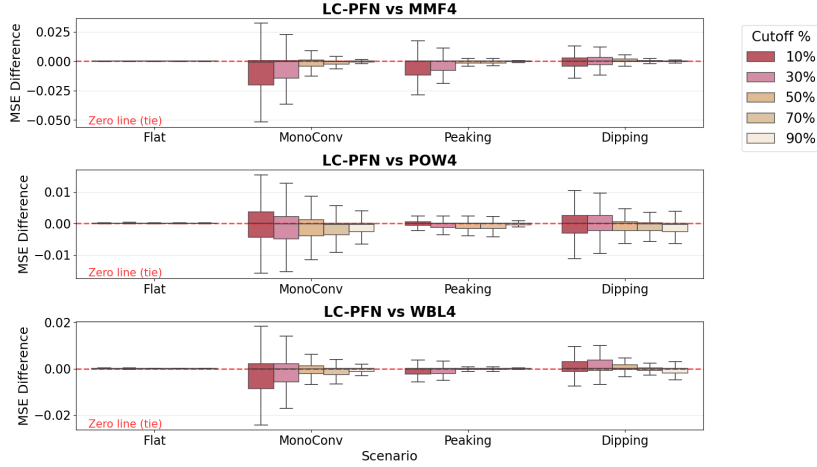 LC-PFN vs MMF4
MSE Difference
0.025
0.000
−0.025
−0.050
Zero line (tie)
Flat MonoConv Peaking Dipping
Cutoff %
10%
30%
50%
70%
90%
LC-PFN vs POW4
MSE Difference
0.01
0.00
−0.01
Zero line (tie)
Flat MonoConv Peaking Dipping
LC-PFN vs WBL4
MSE Difference
0.02
0.00
−0.02
Zero line (tie)
Flat MonoConv Peaking Dipping
Scenario